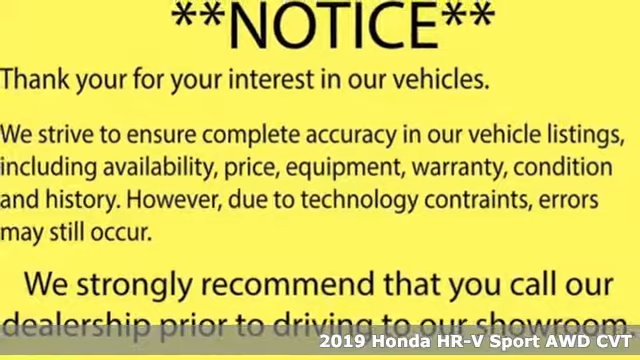 **NOTICE**
Thank your for your interest in our vehicles.
We strive to ensure complete accuracy in our vehicle listings,
including availability, price, equipment, warranty, condition
and history. However, due to technology contraints, errors
may still occur.
We strongly recommend that you call our
dealership prior to driving to our showroom.
2019 Honda HR-V Sport AWD CVT